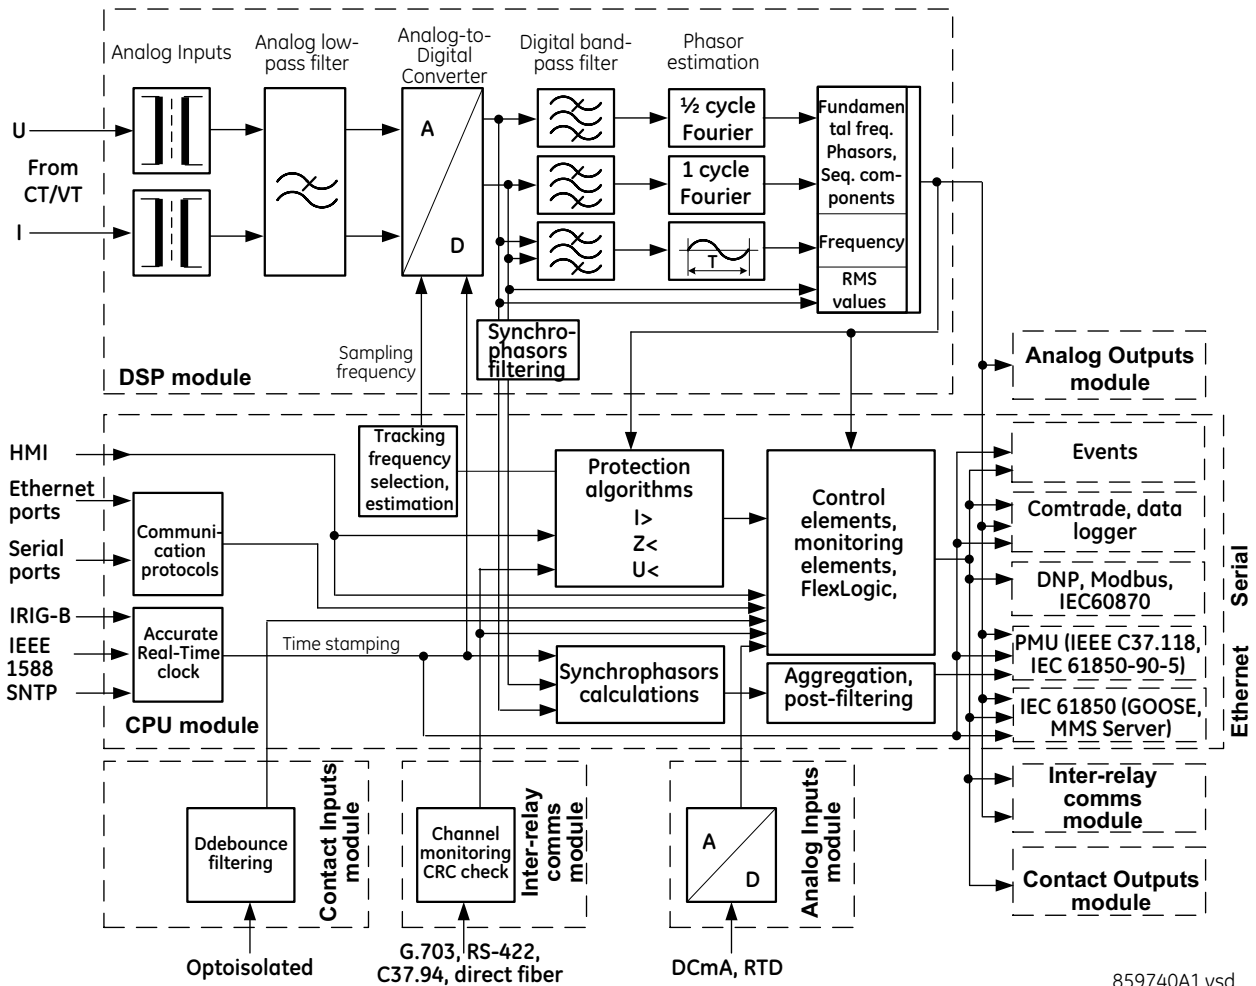 Analog Inputs
Analog low-
pass filter
Analog-to-
Digital
Converter
Digital band-
pass filter
Phasor
estimation
U
From
CT/VT
I
A
D
½ cycle
Fourier
1 cycle
Fourier
T
Fundamen
tal freq.
Phasors,
Seq. com-
ponents
Frequency
RMS
values
Synchro-
phasors
filtering
Sampling
frequency
DSP module
Analog Outputs
module
HMI
Ethernet
ports
Serial
ports
IRIG-B
IEEE
1588
SNTP
Communi-
cation
protocols
Accurate
Real-Time
clock
CPU module
Tracking
frequency
selection,
estimation
Time stamping
Protection
algorithms
I>
Z<
U<
Control
elements,
monitoring
elements,
FlexLogic,
Synchrophasors
calculations
Aggregation,
post-filtering
Events
Comtrade, data
logger
DNP, Modbus,
IEC60870
PMU (IEEE C37.118,
IEC 61850-90-5)
IEC 61850 (GOOSE,
MMS Server)
Serial
Ethernet
Inter-relay
comms
module
Contact Outputs
module
Ddebounce
filtering
Contact Inputs
module
Optoisolated
Channel
monitoring
CRC check
Inter-relay
comms
module
G.703, RS-422,
C37.94, direct fiber
A
D
Analog Inputs
module
DCmA, RTD
859740A1.vsd